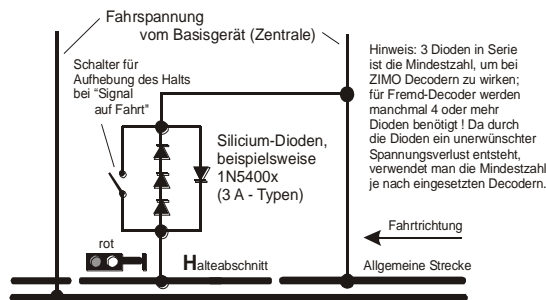 Fahrspannung
vom Basisgerät (Zentrale)
Schalter für
Aufhebung des Halts
bei "Signal
auf Fahrt"
Silicium-Dioden,
beispielsweise
1N5400x
(3 A - Typen)
Hinweis: 3 Dioden in Serie
ist die Mindestzahl, um bei
ZIMO Decodern zu wirken;
für Fremd-Decoder werden
manchmal 4 oder mehr
Dioden benötigt ! Da durch
die Dioden ein unerwünschter
Spannungsverlust entsteht,
verwendet man die Mindestzahl
je nach eingesetzten Decodern.
Fahrtrichtung
rot
Halteabschnitt
Allgemeine Strecke